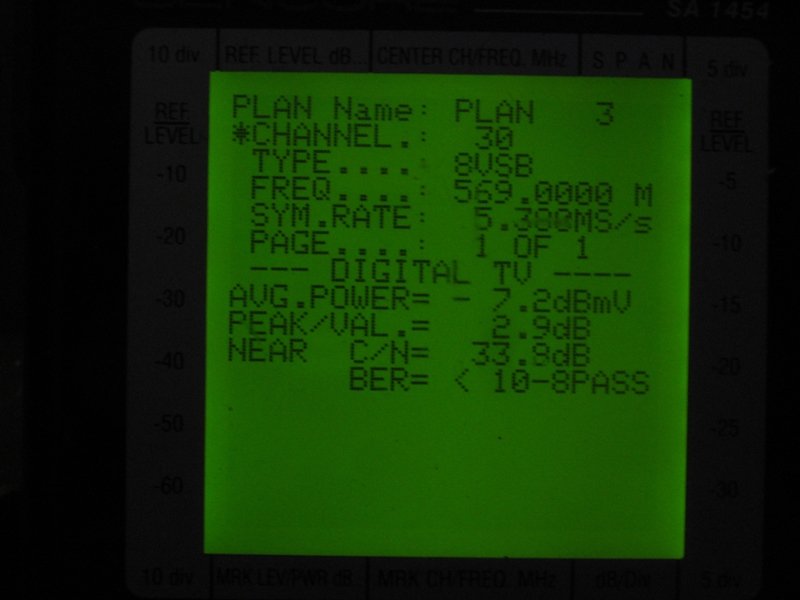 SA 1454
10 div REF. LEVEL dB... CENTER CH/FREQ. MHz S P A N 5 div
REF. LEVEL
REF. LEVEL
PLAN Name: PLAN 3
*CHANNEL.: 30
TYPE....: 8VSB
FREQ....: 569.0000 M
SYM.RATE: 5.380MS/s
PAGE....: 1 OF 1
--- DIGITAL TV ----
AVG.POWER= - 7.2dBmV
PEAK/VAL.= 2.9dB
NEAR C/N= 33.8dB
BER= < 10-8PASS
-10
-20
-30
-40
-50
-60
-5
-10
-15
-20
-25
-30
10 div MRK LEV/PWR dB.. MRK CH/FREQ. MHz dB/Div 5 div